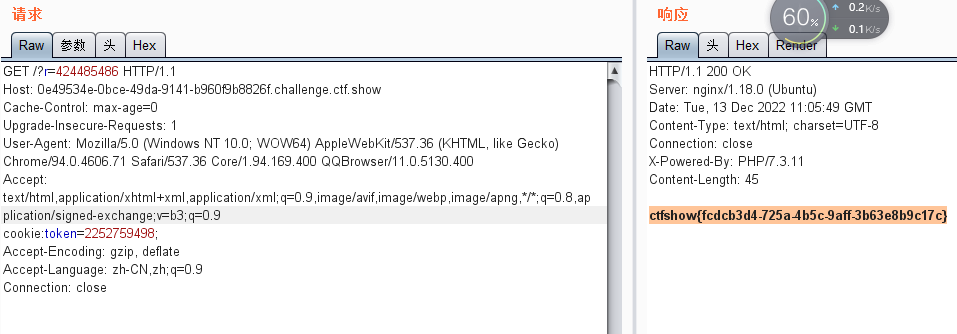 请求
Raw 参数 头 Hex
GET /?r=424485486 HTTP/1.1
Host: 0e49534e-0bce-49da-9141-b960f9b8826f.challenge.ctf.show
Cache-Control: max-age=0
Upgrade-Insecure-Requests: 1
User-Agent: Mozilla/5.0 (Windows NT 10.0; WOW64) AppleWebKit/537.36 (KHTML, like Gecko)
Chrome/94.0.4606.71 Safari/537.36 Core/1.94.169.400 QQBrowser/11.0.5130.400
Accept:
text/html,application/xhtml+xml,application/xml;q=0.9,image/avif,image/webp,image/apng,*/*;q=0.8,ap
plication/signed-exchange;v=b3;q=0.9
cookie:token=2252759498;
Accept-Encoding: gzip, deflate
Accept-Language: zh-CN,zh;q=0.9
Connection: close
响应
60%
0.2K/s
0.1K/s
Raw 头 Hex Render
HTTP/1.1 200 OK
Server: nginx/1.18.0 (Ubuntu)
Date: Tue, 13 Dec 2022 11:05:49 GMT
Content-Type: text/html; charset=UTF-8
Connection: close
X-Powered-By: PHP/7.3.11
Content-Length: 45
ctfshow{fcdcb3d4-725a-4b5c-9aff-3b63e8b9c17c}